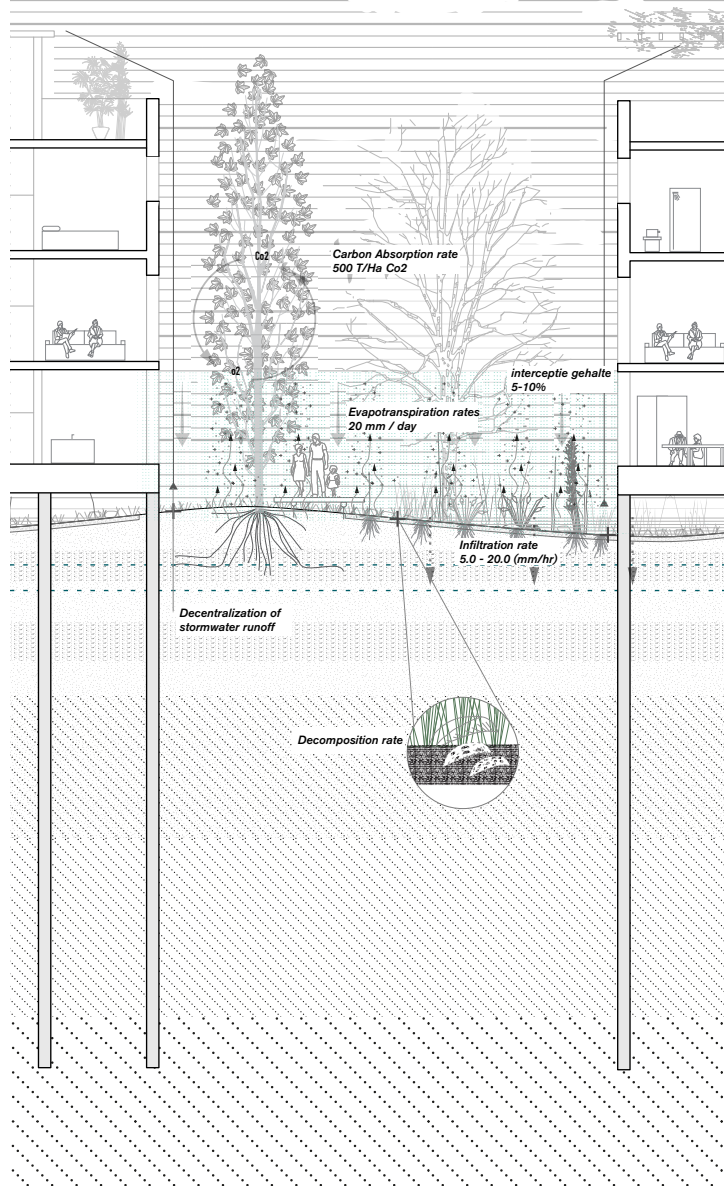 Co2
Carbon Absorption rate
500 T/Ha Co2
o2
interceptie gehalte
5-10%
Evapotranspiration rates
20 mm / day
Infiltration rate
5.0 - 20.0 (mm/hr)
Decentralization of
stormwater runoff
Decomposition rate